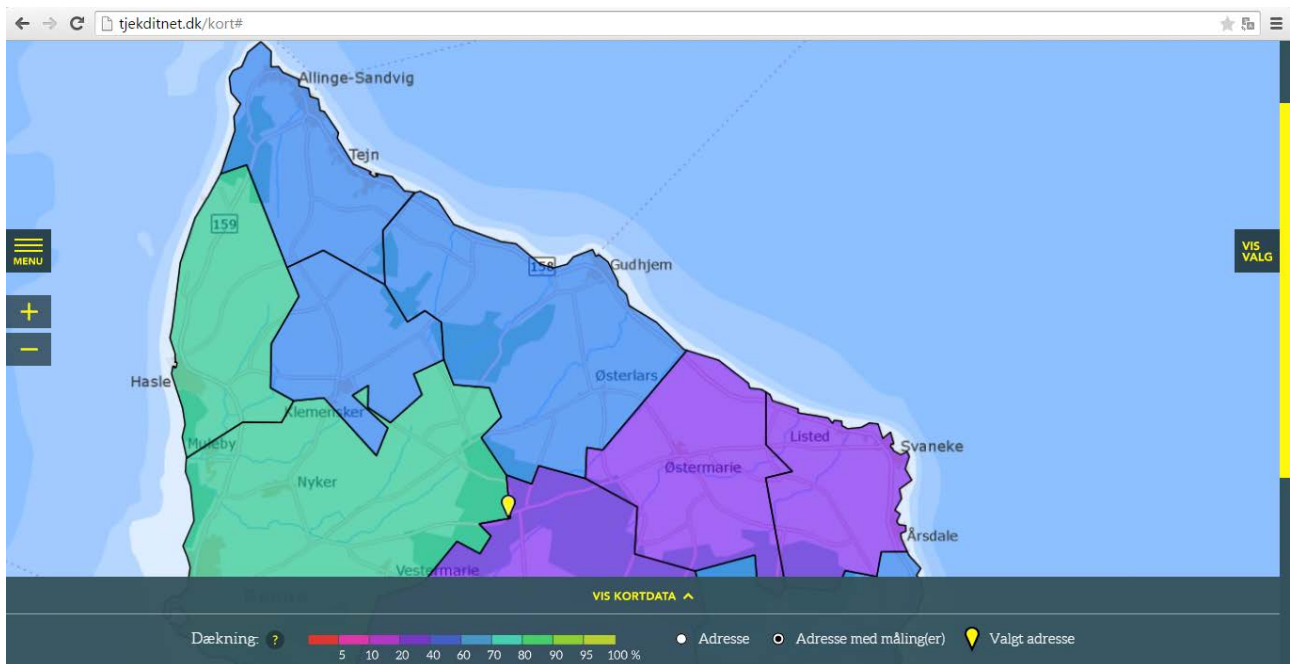 tjekditnet.dk/kort#
Allinge-Sandvig
Tejn
159
MENU
VIS
VALG
158
Gudhjem
+
−
Østerlars
Hasle
Klemensker
Listed
Muleby
Svaneke
Østermarie
Nyker
Årsdale
Vestermarie
VIS KORTDATA
Dækning: ?
Adresse
Adresse med måling(er)
Valgt adresse
5 10 20 40 60 70 80 90 95 100 %